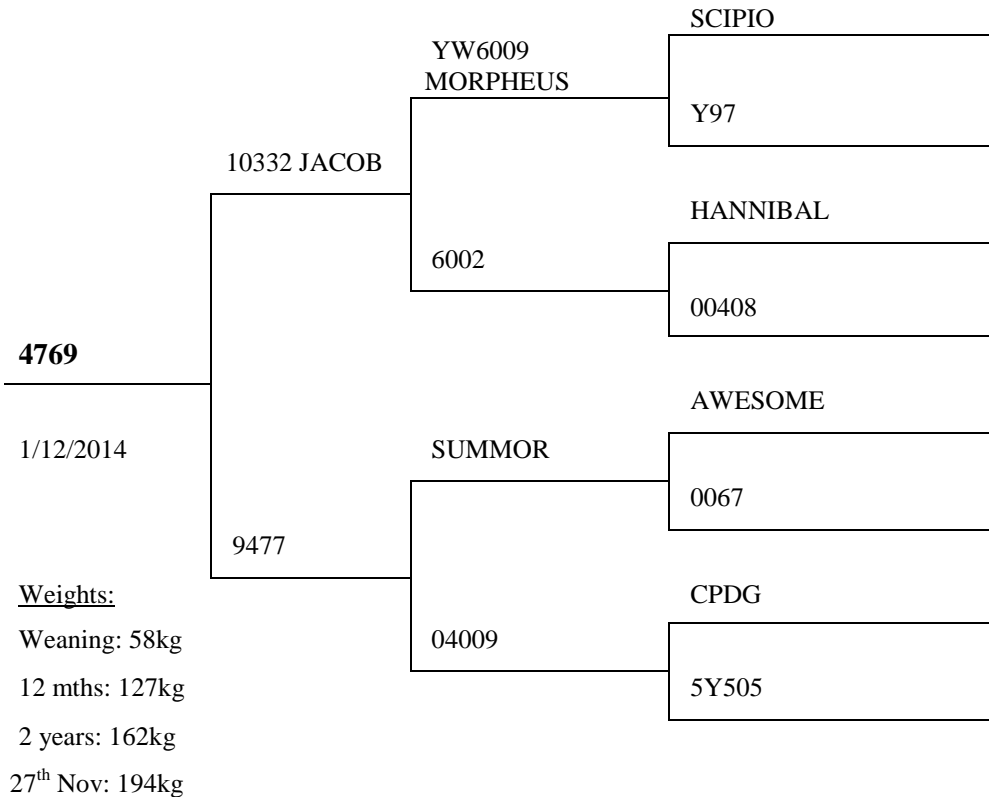 SCIPIO
YW6009
MORPHEUS
Y97
10332 JACOB
HANNIBAL
6002
00408
4769
AWESOME
1/12/2014
SUMMOR
0067
9477
Weights:
CPDG
Weaning: 58kg
04009
12 mths: 127kg
5Y505
2 years: 162kg
27th Nov: 194kg